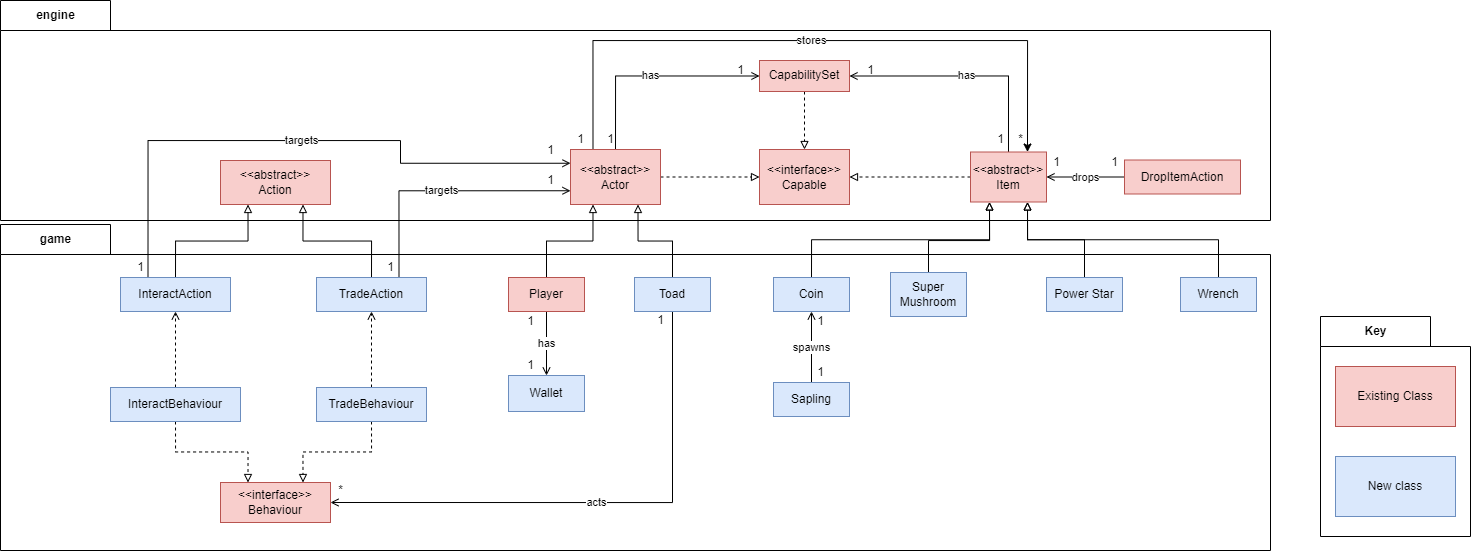 engine
stores
1
CapabilitySet
1
has
has
targets
1
1
1
1
*
<<abstract>>
Action
1
targets
<<abstract>>
Actor
<<interface>>
Capable
<<abstract>>
Item
1
drops
1
DropItemAction
game
1
1
InteractAction
TradeAction
Player
Toad
Coin
Super
Mushroom
Power Star
Wrench
1
has
1
1
1
spawns
1
InteractBehaviour
TradeBehaviour
Wallet
Sapling
<<interface>>
Behaviour
*
acts
Key
Existing Class
New class